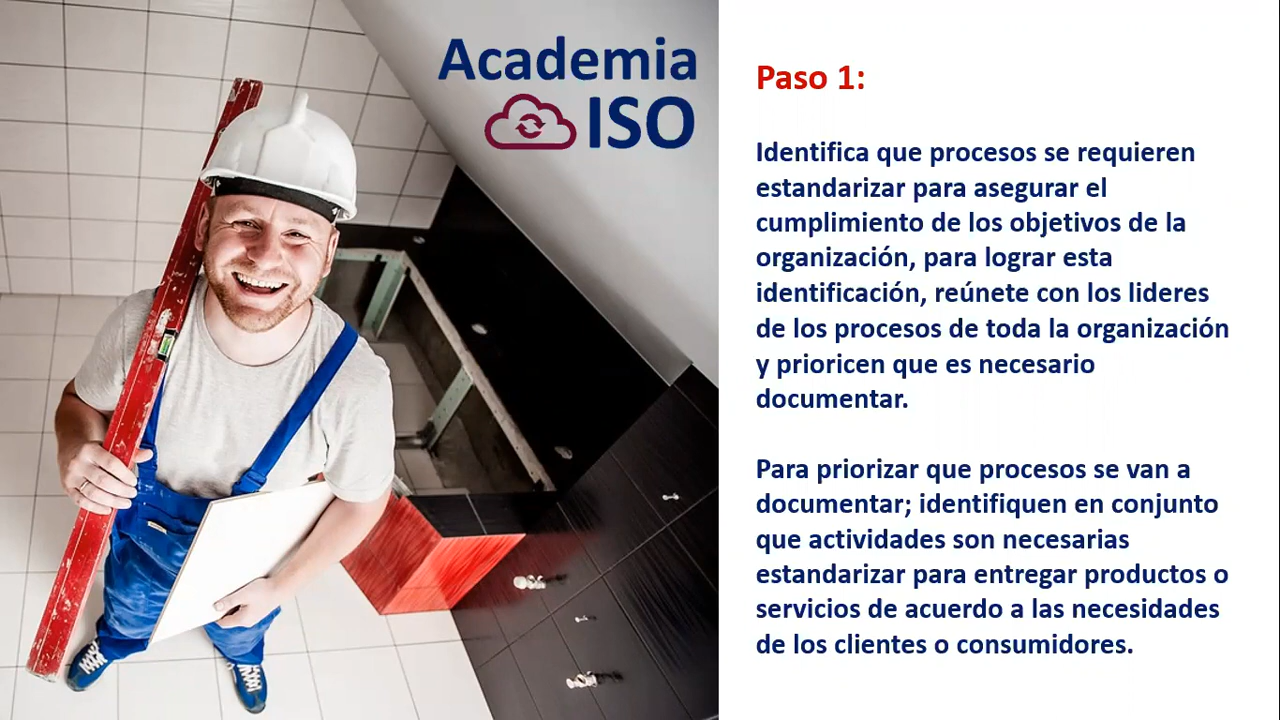 Academia
ISO
Paso 1:
Identifica que procesos se requieren
estandarizar para asegurar el
cumplimiento de los objetivos de la
organización, para lograr esta
identificación, reúnete con los lideres
de los procesos de toda la organización
y prioricen que es necesario
documentar.
Para priorizar que procesos se van a
documentar; identifiquen en conjunto
que actividades son necesarias
estandarizar para entregar productos o
servicios de acuerdo a las necesidades
de los clientes o consumidores.